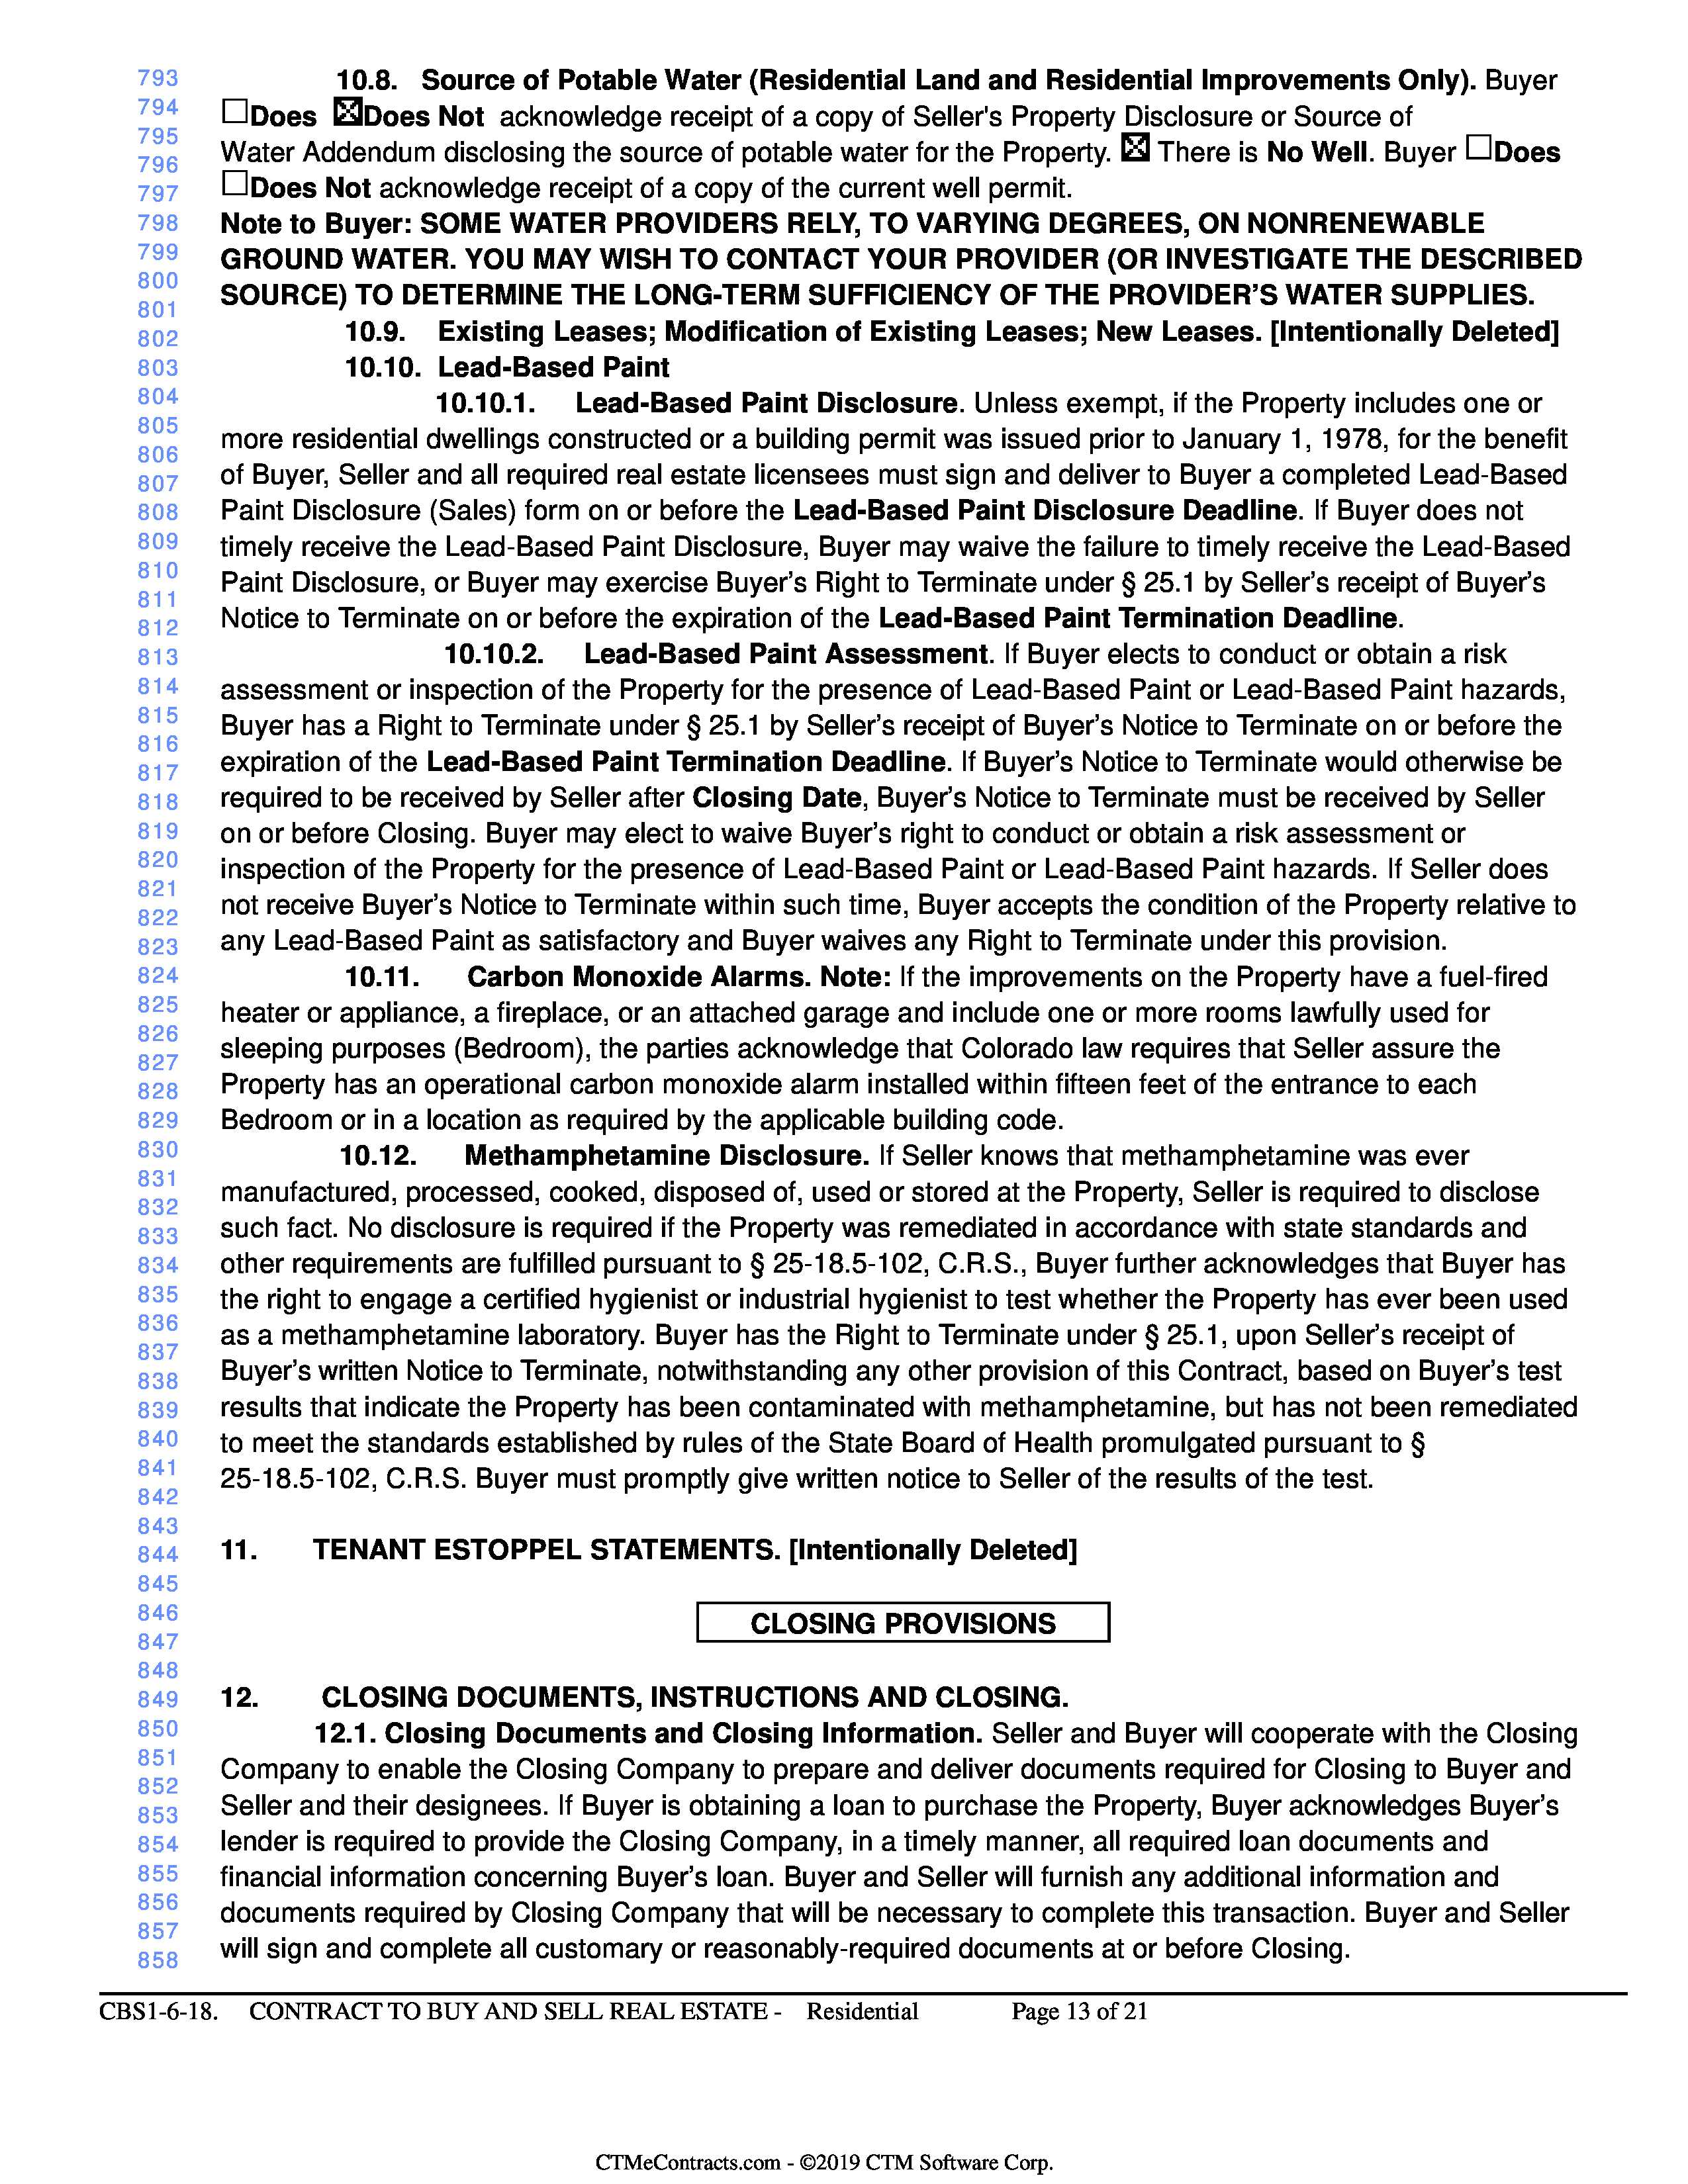 793 10.8. Source of Potable Water (Residential Land and Residential Improvements Only). Buyer
794 ☐Does ☒Does Not acknowledge receipt of a copy of Seller's Property Disclosure or Source of
795
796 Water Addendum disclosing the source of potable water for the Property. ☒ There is No Well. Buyer ☐Does
797 ☐Does Not acknowledge receipt of a copy of the current well permit.
798 Note to Buyer: SOME WATER PROVIDERS RELY, TO VARYING DEGREES, ON NONRENEWABLE
799 GROUND WATER. YOU MAY WISH TO CONTACT YOUR PROVIDER (OR INVESTIGATE THE DESCRIBED
800
801 SOURCE) TO DETERMINE THE LONG-TERM SUFFICIENCY OF THE PROVIDER’S WATER SUPPLIES.
802 10.9. Existing Leases; Modification of Existing Leases; New Leases. [Intentionally Deleted]
803 10.10. Lead-Based Paint
804 10.10.1. Lead-Based Paint Disclosure. Unless exempt, if the Property includes one or
805
806 more residential dwellings constructed or a building permit was issued prior to January 1, 1978, for the benefit
807 of Buyer, Seller and all required real estate licensees must sign and deliver to Buyer a completed Lead-Based
808 Paint Disclosure (Sales) form on or before the Lead-Based Paint Disclosure Deadline. If Buyer does not
809 timely receive the Lead-Based Paint Disclosure, Buyer may waive the failure to timely receive the Lead-Based
810
811 Paint Disclosure, or Buyer may exercise Buyer’s Right to Terminate under § 25.1 by Seller’s receipt of Buyer’s
812 Notice to Terminate on or before the expiration of the Lead-Based Paint Termination Deadline.
813 10.10.2. Lead-Based Paint Assessment. If Buyer elects to conduct or obtain a risk
814 assessment or inspection of the Property for the presence of Lead-Based Paint or Lead-Based Paint hazards,
815
816 Buyer has a Right to Terminate under § 25.1 by Seller’s receipt of Buyer’s Notice to Terminate on or before the
817 expiration of the Lead-Based Paint Termination Deadline. If Buyer’s Notice to Terminate would otherwise be
818 required to be received by Seller after Closing Date, Buyer’s Notice to Terminate must be received by Seller
819 on or before Closing. Buyer may elect to waive Buyer’s right to conduct or obtain a risk assessment or
820 inspection of the Property for the presence of Lead-Based Paint or Lead-Based Paint hazards. If Seller does
821
822 not receive Buyer’s Notice to Terminate within such time, Buyer accepts the condition of the Property relative to
823 any Lead-Based Paint as satisfactory and Buyer waives any Right to Terminate under this provision.
824 10.11. Carbon Monoxide Alarms. Note: If the improvements on the Property have a fuel-fired
825 heater or appliance, a fireplace, or an attached garage and include one or more rooms lawfully used for
826
827 sleeping purposes (Bedroom), the parties acknowledge that Colorado law requires that Seller assure the
828 Property has an operational carbon monoxide alarm installed within fifteen feet of the entrance to each
829 Bedroom or in a location as required by the applicable building code.
830 10.12. Methamphetamine Disclosure. If Seller knows that methamphetamine was ever
831
832 manufactured, processed, cooked, disposed of, used or stored at the Property, Seller is required to disclose
833 such fact. No disclosure is required if the Property was remediated in accordance with state standards and
834 other requirements are fulfilled pursuant to § 25-18.5-102, C.R.S., Buyer further acknowledges that Buyer has
835 the right to engage a certified hygienist or industrial hygienist to test whether the Property has ever been used
836 as a methamphetamine laboratory. Buyer has the Right to Terminate under § 25.1, upon Seller’s receipt of
837
838 Buyer’s written Notice to Terminate, notwithstanding any other provision of this Contract, based on Buyer’s test
839 results that indicate the Property has been contaminated with methamphetamine, but has not been remediated
840 to meet the standards established by rules of the State Board of Health promulgated pursuant to §
841 25-18.5-102, C.R.S. Buyer must promptly give written notice to Seller of the results of the test.
842
843
844 11. TENANT ESTOPPEL STATEMENTS. [Intentionally Deleted]
845
846 CLOSING PROVISIONS
847
848
849 12. CLOSING DOCUMENTS, INSTRUCTIONS AND CLOSING.
850 12.1. Closing Documents and Closing Information. Seller and Buyer will cooperate with the Closing
851 Company to enable the Closing Company to prepare and deliver documents required for Closing to Buyer and
852
853 Seller and their designees. If Buyer is obtaining a loan to purchase the Property, Buyer acknowledges Buyer’s
854 lender is required to provide the Closing Company, in a timely manner, all required loan documents and
855 financial information concerning Buyer’s loan. Buyer and Seller will furnish any additional information and
856 documents required by Closing Company that will be necessary to complete this transaction. Buyer and Seller
857
858 will sign and complete all customary or reasonably-required documents at or before Closing.
CBS1-6-18. CONTRACT TO BUY AND SELL REAL ESTATE - Residential Page 13 of 21
CTMeContracts.com - ©2019 CTM Software Corp.